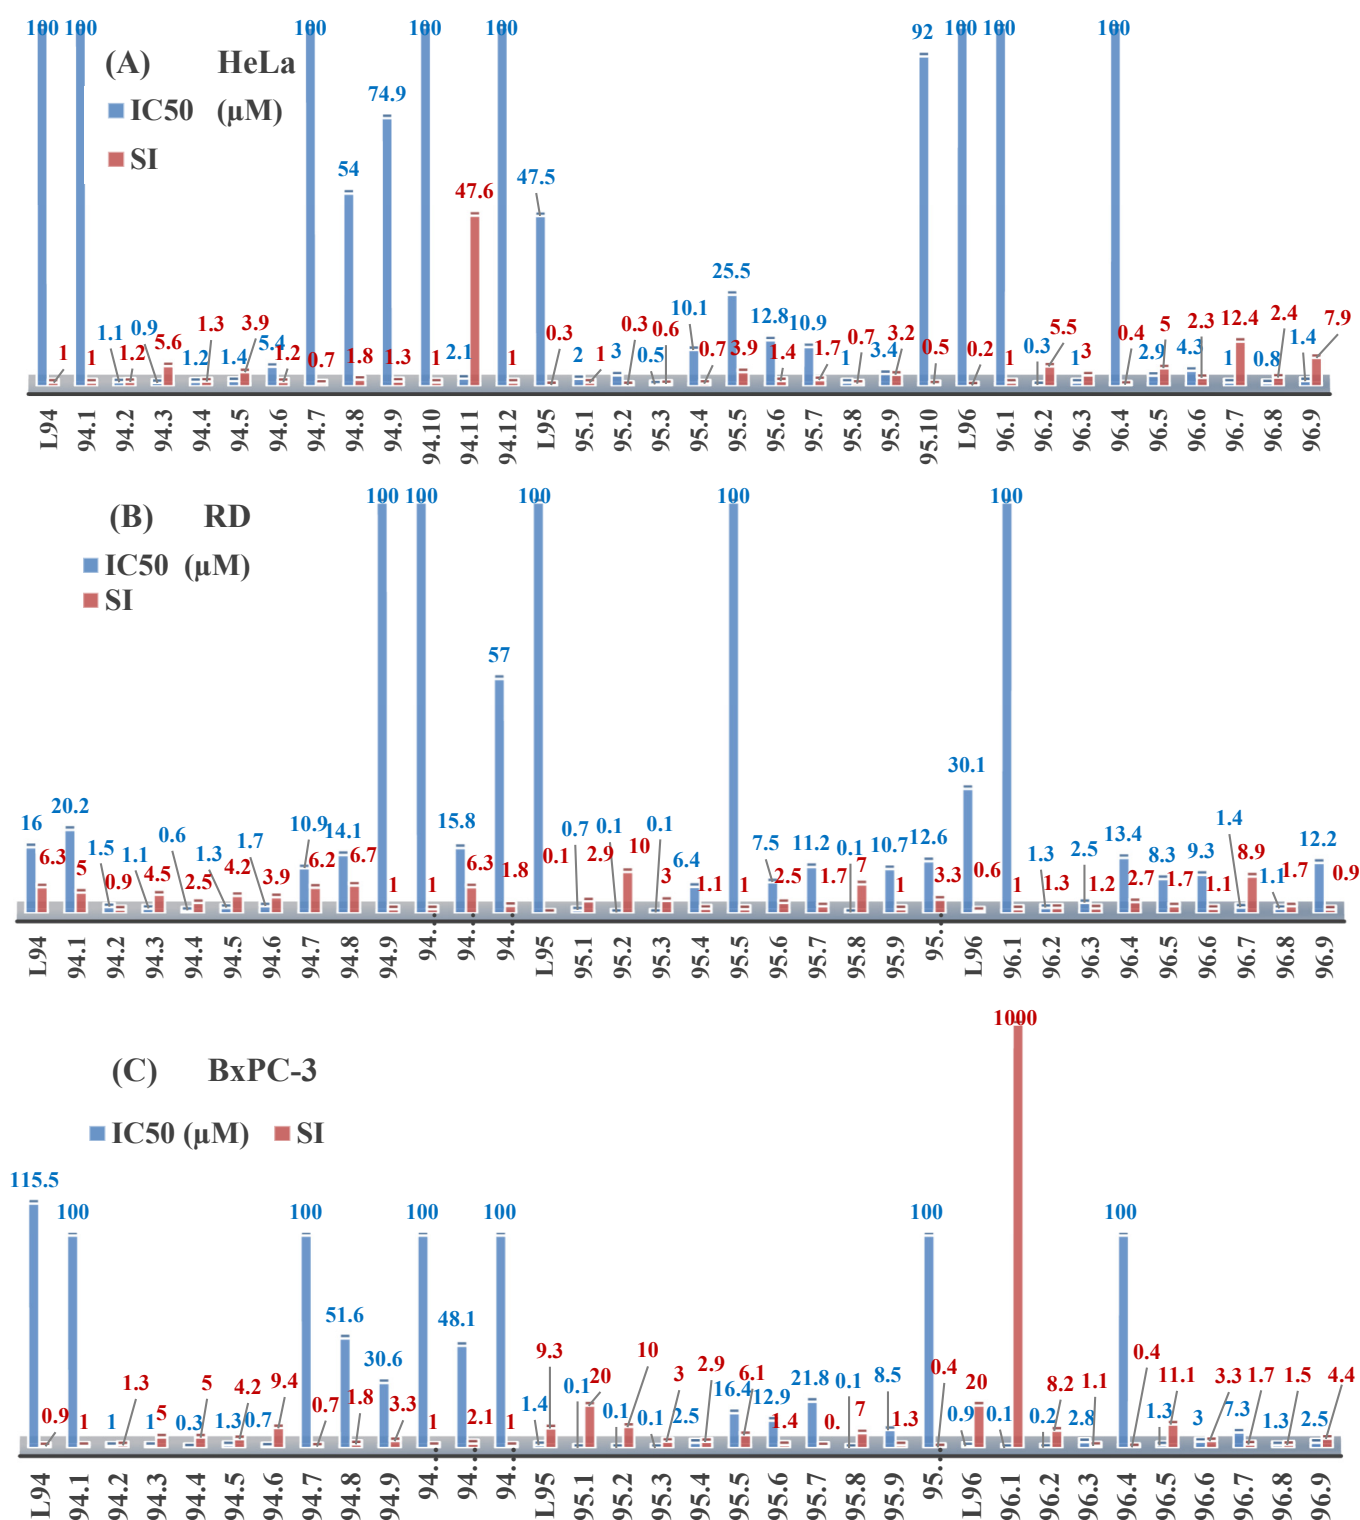 100 100 100 100 100 92 100 100 100
(A) HeLa
IC50 (µM)
SI
74.9
54
47.6
47.5
25.5
1 1 1.1 1.2 0.9 5.6 1.2 1.3 1.4 3.9 5.4 1.2 0.7 1.8 1.3 1 2.1 1 0.3 2 1 3 0.3 0.5 0.6 10.1 0.7 3.9 12.8 1.4 10.9 1.7 1 0.7 3.4 3.2 0.5 0.2 1 0.3 5.5 1 3 0.4 2.9 5 4.3 2.3 1 12.4 0.8 2.4 1.4 7.9
L94 94.1 94.2 94.3 94.4 94.5 94.6 94.7 94.8 94.9 94.10 94.11 94.12 L95 95.1 95.2 95.3 95.4 95.5 95.6 95.7 95.8 95.9 95.10 L96 96.1 96.2 96.3 96.4 96.5 96.6 96.7 96.8 96.9
100 100 100 100 100
(B) RD
IC50 (µM)
SI
57
30.1
16 6.3 20.2 5 1.5 0.9 1.1 4.5 0.6 2.5 1.3 4.2 1.7 3.9 10.9 6.2 14.1 6.7 1 1 15.8 6.3 1.8 0.1 0.7 2.9 0.1 10 0.1 3 6.4 1.1 1 7.5 2.5 11.2 1.7 0.1 7 10.7 1 12.6 3.3 0.6 1 1.3 1.3 2.5 1.2 13.4 2.7 8.3 1.7 9.3 1.1 1.4 8.9 1.1 1.7 12.2 0.9
L94 94.1 94.2 94.3 94.4 94.5 94.6 94.7 94.8 94.9 94… 94… 94… L95 95.1 95.2 95.3 95.4 95.5 95.6 95.7 95.8 95.9 95… L96 96.1 96.2 96.3 96.4 96.5 96.6 96.7 96.8 96.9
1000
(C) BxPC-3
IC50 (µM) SI
115.5
100 100 100 100 100 100
51.6
48.1
30.6
0.9 1 1 1.3 1 5 0.3 5 1.3 4.2 0.7 9.4 0.7 1.8 3.3 1 2.1 1 1.4 9.3 0.1 20 0.1 10 0.1 3 2.5 2.9 16.4 6.1 12.9 1.4 21.8 0. 0.1 7 8.5 1.3 0.4 0.9 20 0.1 0.2 8.2 2.8 1.1 0.4 1.3 11.1 3 3.3 7.3 1.7 1.3 1.5 2.5 4.4
L94 94.1 94.2 94.3 94.4 94.5 94.6 94.7 94.8 94.9 94… 94… 94… L95 95.1 95.2 95.3 95.4 95.5 95.6 95.7 95.8 95.9 95… L96 96.1 96.2 96.3 96.4 96.5 96.6 96.7 96.8 96.9